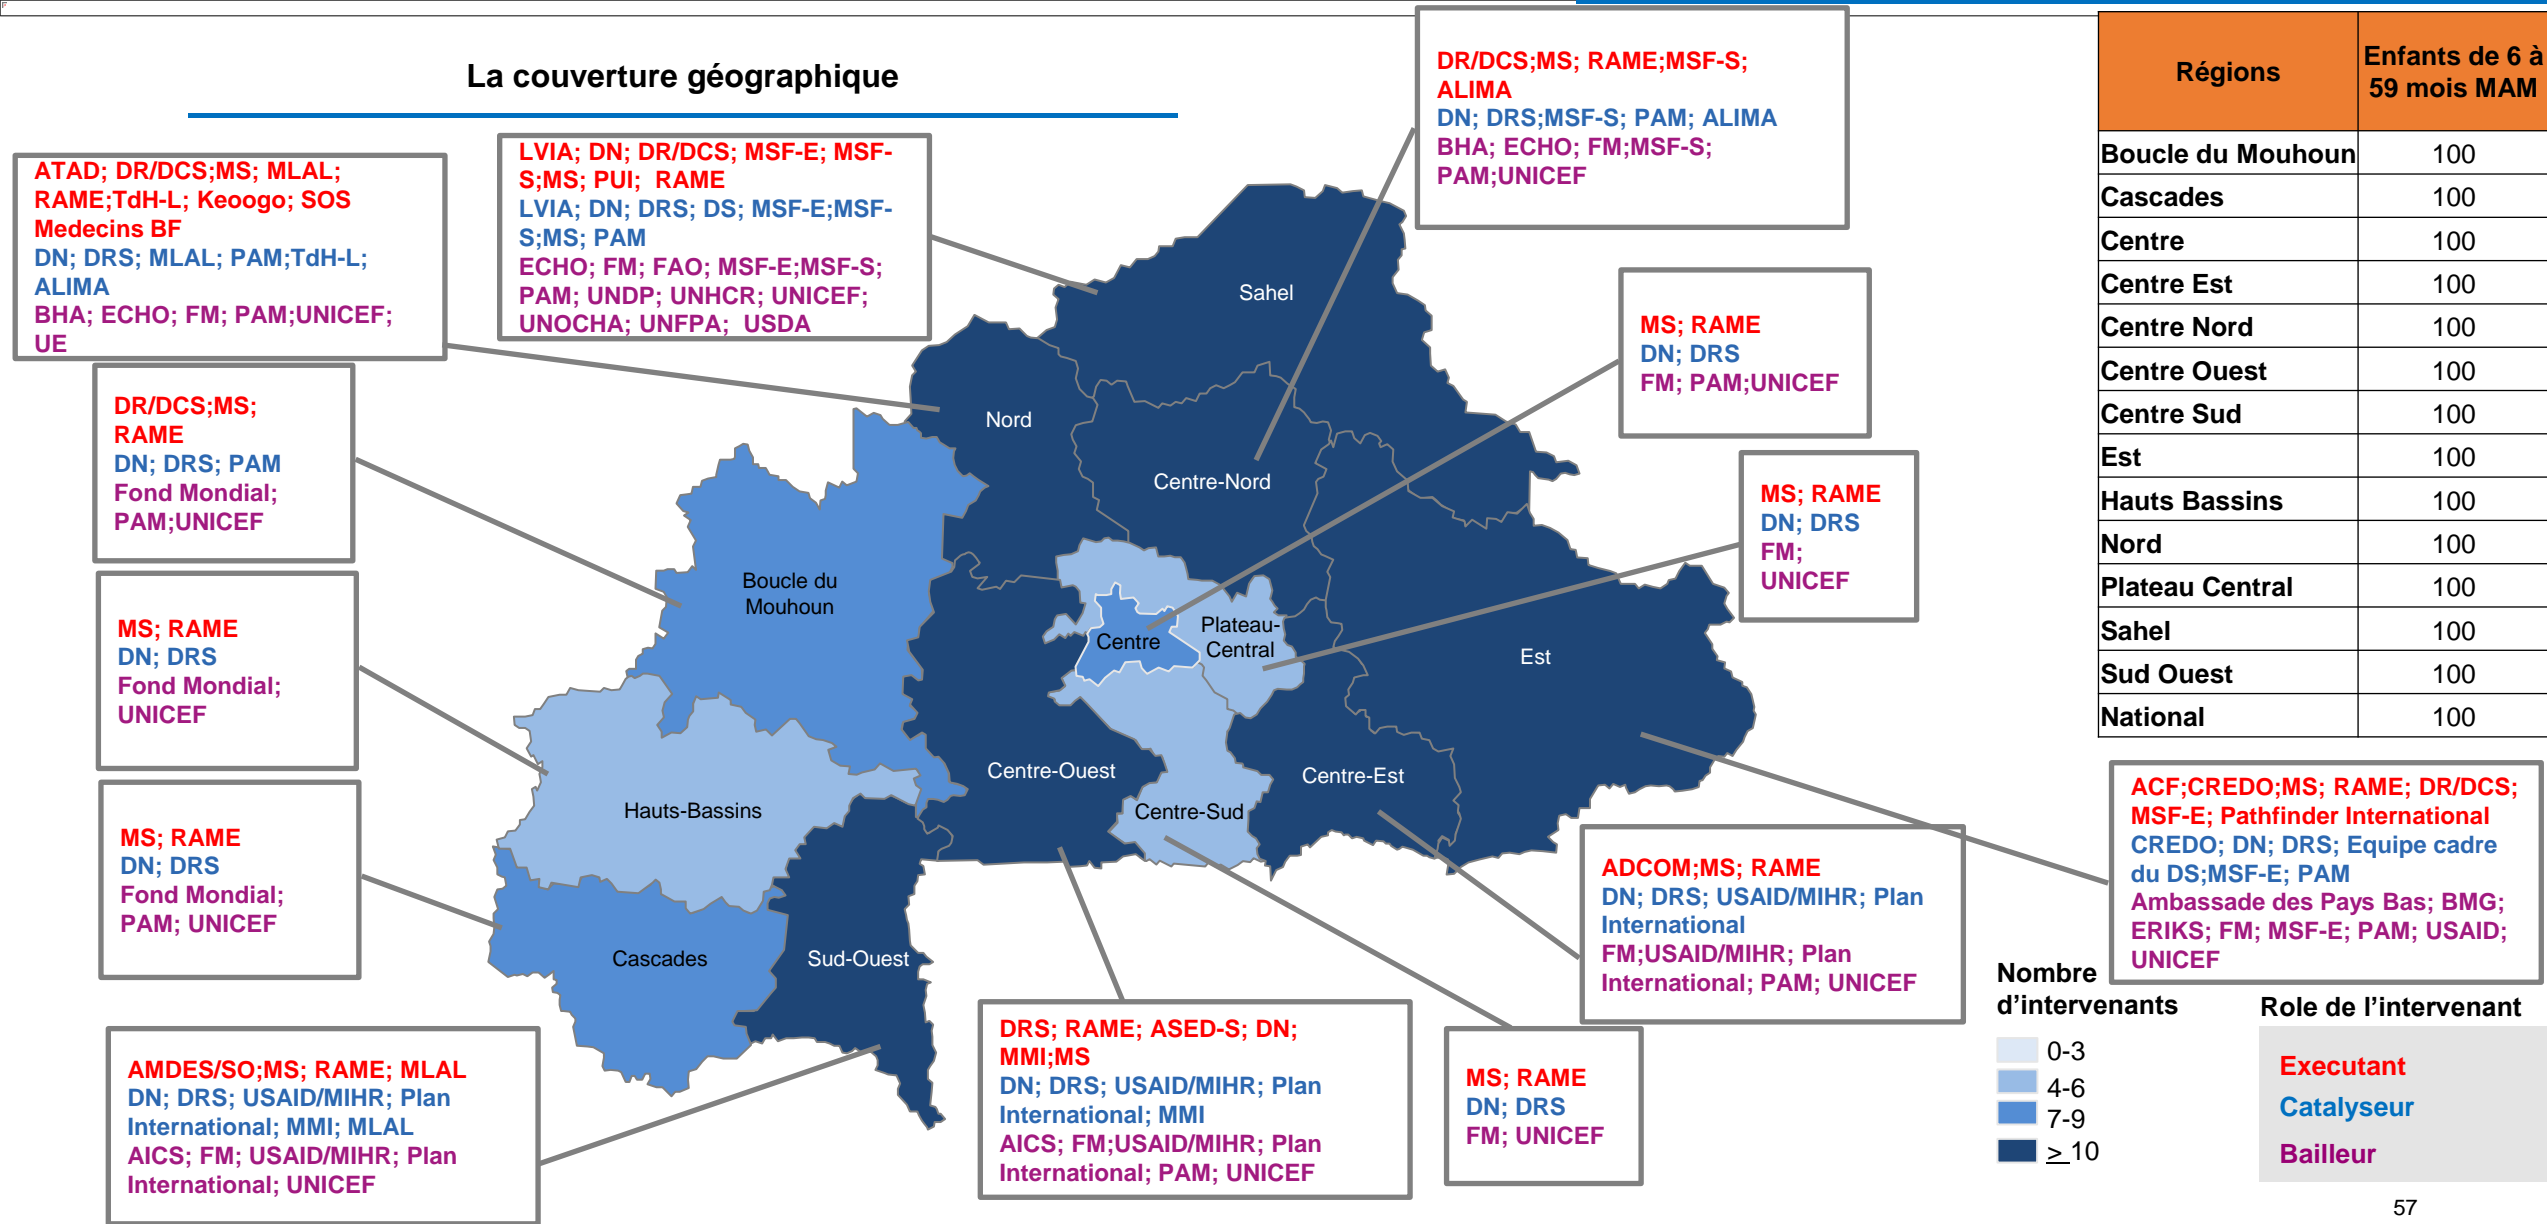 La couverture géographique
ATAD; DR/DCS;MS; MLAL;
RAME;TdH-L; Keoogo; SOS
Medecins BF
DN; DRS; MLAL; PAM;TdH-L;
ALIMA
BHA; ECHO; FM; PAM;UNICEF;
UE
LVIA; DN; DR/DCS; MSF-E; MSF-
S;MS; PUI; RAME
LVIA; DN; DRS; DS; MSF-E;MSF-
S;MS; PAM
ECHO; FM; FAO; MSF-E;MSF-S;
PAM; UNDP; UNHCR; UNICEF;
UNOCHA; UNFPA; USDA
DR/DCS;MS; RAME;MSF-S;
ALIMA
DN; DRS;MSF-S; PAM; ALIMA
BHA; ECHO; FM;MSF-S;
PAM;UNICEF
MS; RAME
DN; DRS
FM; PAM;UNICEF
MS; RAME
DN; DRS
FM;
UNICEF
DR/DCS;MS;
RAME
DN; DRS; PAM
Fond Mondial;
PAM;UNICEF
MS; RAME
DN; DRS
Fond Mondial;
UNICEF
MS; RAME
DN; DRS
Fond Mondial;
PAM; UNICEF
AMDES/SO;MS; RAME; MLAL
DN; DRS; USAID/MIHR; Plan
International; MMI; MLAL
AICS; FM; USAID/MIHR; Plan
International; UNICEF
DRS; RAME; ASED-S; DN;
MMI;MS
DN; DRS; USAID/MIHR; Plan
International; MMI
AICS; FM;USAID/MIHR; Plan
International; PAM; UNICEF
MS; RAME
DN; DRS
FM; UNICEF
ADCOM;MS; RAME
DN; DRS; USAID/MIHR; Plan
International
FM;USAID/MIHR; Plan
International; PAM; UNICEF
ACF;CREDO;MS; RAME; DR/DCS;
MSF-E; Pathfinder International
CREDO; DN; DRS; Equipe cadre
du DS;MSF-E; PAM
Ambassade des Pays Bas; BMG;
ERIKS; FM; MSF-E; PAM; USAID;
UNICEF
Sahel
Nord
Centre-Nord
Boucle du
Mouhoun
Centre
Plateau-
Central
Est
Centre-Ouest
Centre-Est
Hauts-Bassins
Centre-Sud
Cascades
Sud-Ouest
Régions Enfants de 6 à
59 mois MAM
Boucle du Mouhoun 100
Cascades 100
Centre 100
Centre Est 100
Centre Nord 100
Centre Ouest 100
Centre Sud 100
Est 100
Hauts Bassins 100
Nord 100
Plateau Central 100
Sahel 100
Sud Ouest 100
National 100
Nombre
d’intervenants
0-3
4-6
7-9
> 10
Role de l’intervenant
Executant
Catalyseur
Bailleur
57